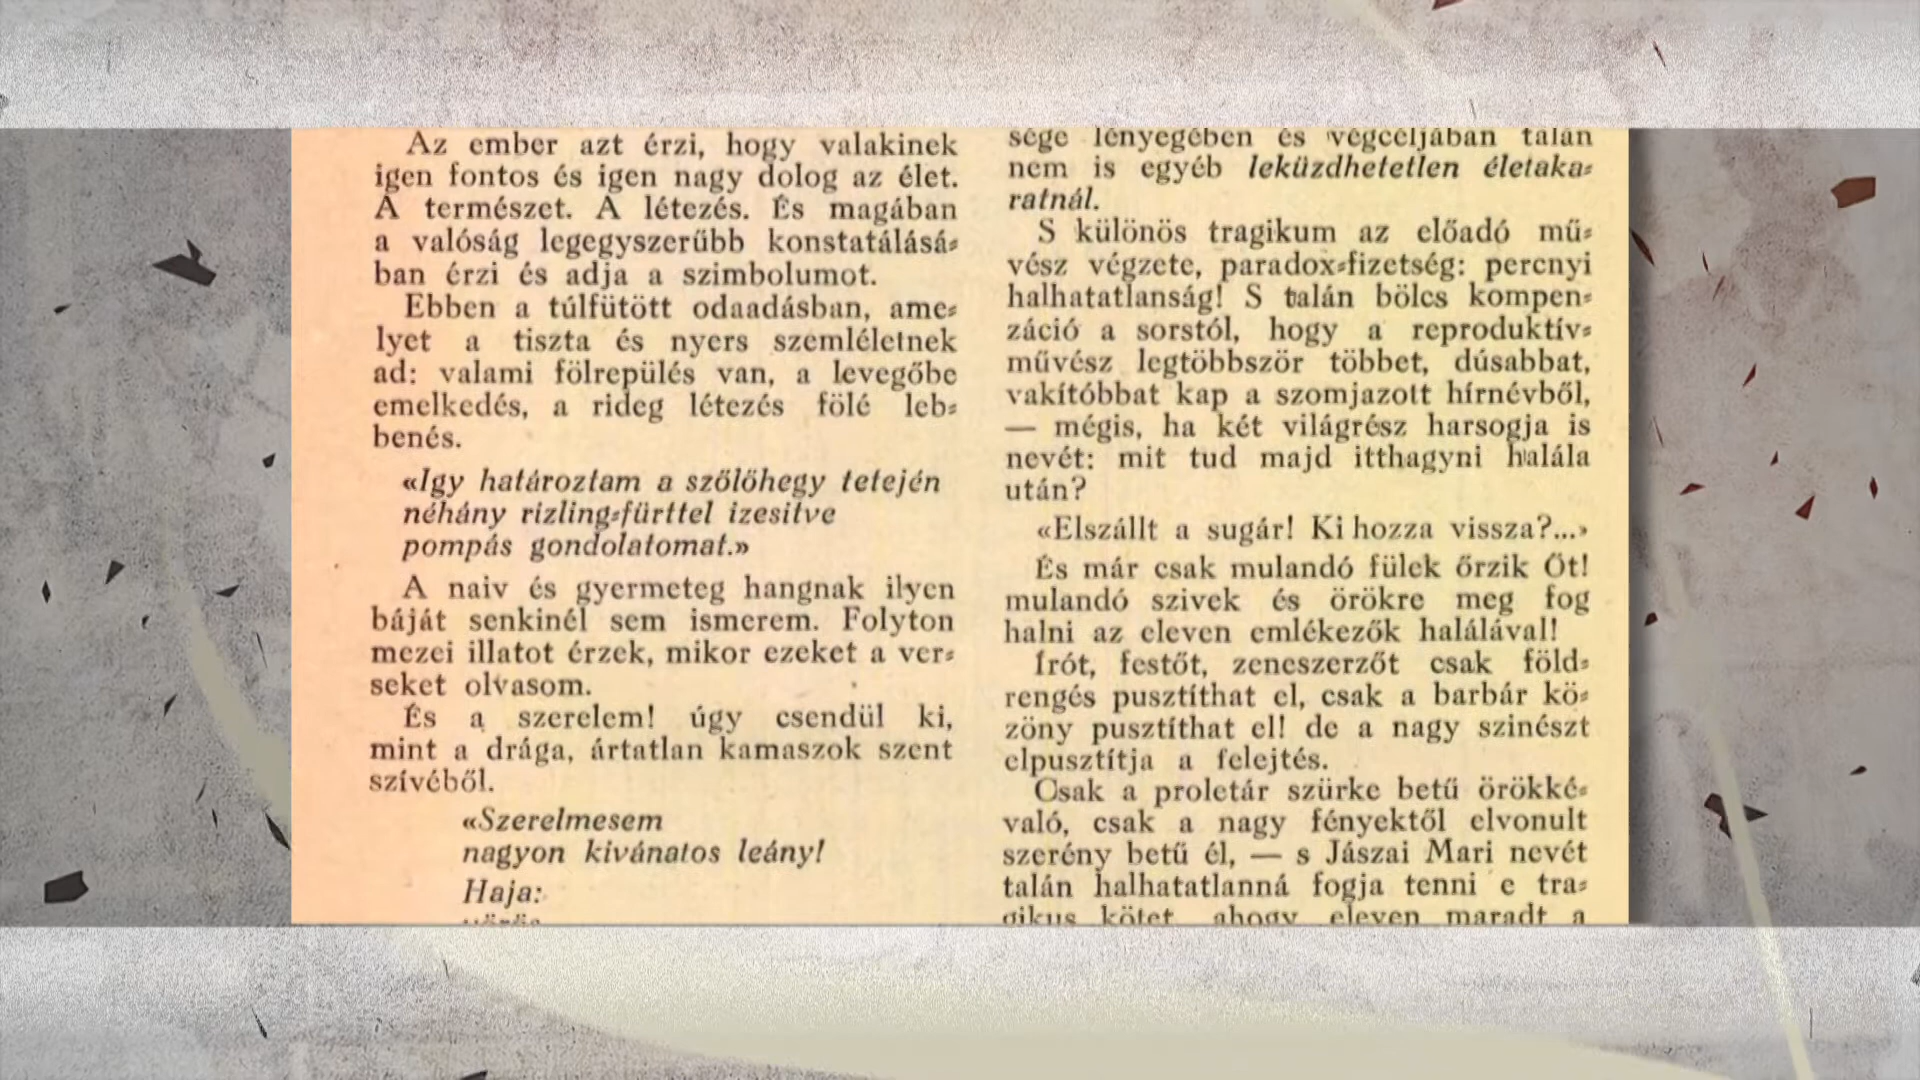 Az ember azt érzi, hogy valakinek
igen fontos és igen nagy dolog az élet.
A természet. A létezés. És magában
a valóság legegyszerűbb konstatálásá-
ban érzi és adja a szimbolumot.
Ebben a túlfütött odaadásban, ame-
lyet a tiszta és nyers szemléletnek
ad: valami fölrepülés van, a levegőbe
emelkedés, a rideg létezés fölé leb-
benés.
«Igy határoztam a szőlőhegy tetején
néhány rizling-fürttel izesitve
pompás gondolatomat.»
A naiv és gyermeteg hangnak ilyen
báját senkinél sem ismerem. Folyton
mezei illatot érzek, mikor ezeket a ver-
seket olvasom.
És a szerelem! úgy csendül ki,
mint a drága, ártatlan kamaszok szent
szívéből.
«Szerelmesem
nagyon kivánatos leány!
Haja:
sége lényegében és végcéljában talán
nem is egyéb leküzdhetetlen életaka-
ratnál.
S különös tragikum az előadó mű-
vész végzete, paradox-fizetség: percnyi
halhatatlanság! S talán bölcs kompen-
záció a sorstól, hogy a reproduktív-
művész legtöbbször többet, dúsabbat,
vakítóbbat kap a szomjazott hírnévből,
— mégis, ha két világrész harsogja is
nevét: mit tud majd itthagyni halála
után?
«Elszállt a sugár! Ki hozza vissza?...»
És már csak mulandó fülek őrzik Őt!
mulandó szivek és örökre meg fog
halni az eleven emlékezők halálával!
Írót, festőt, zeneszerzőt csak föld-
rengés pusztíthat el, csak a barbár kö-
zöny pusztíthat el! de a nagy szinészt
elpusztítja a felejtés.
Csak a proletár szürke betű örökké-
való, csak a nagy fényektől elvonult
szerény betű él, — s Jászai Mari nevét
talán halhatatlanná fogja tenni e tra-
gikus kötet, ahogy eleven maradt a